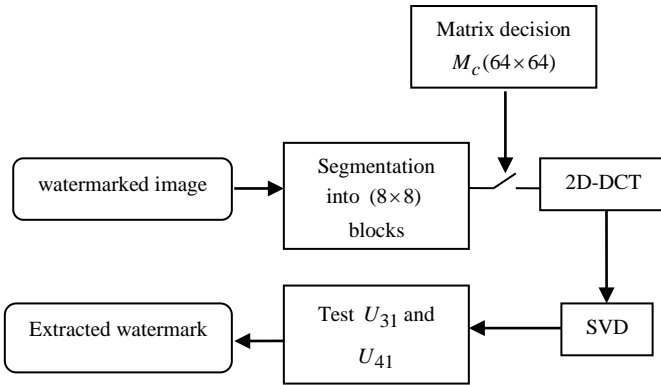 Matrix decision
M_c(64×64)
watermarked image
Segmentation
into (8×8)
blocks
2D-DCT
Extracted watermark
Test U_31 and
U_41
SVD